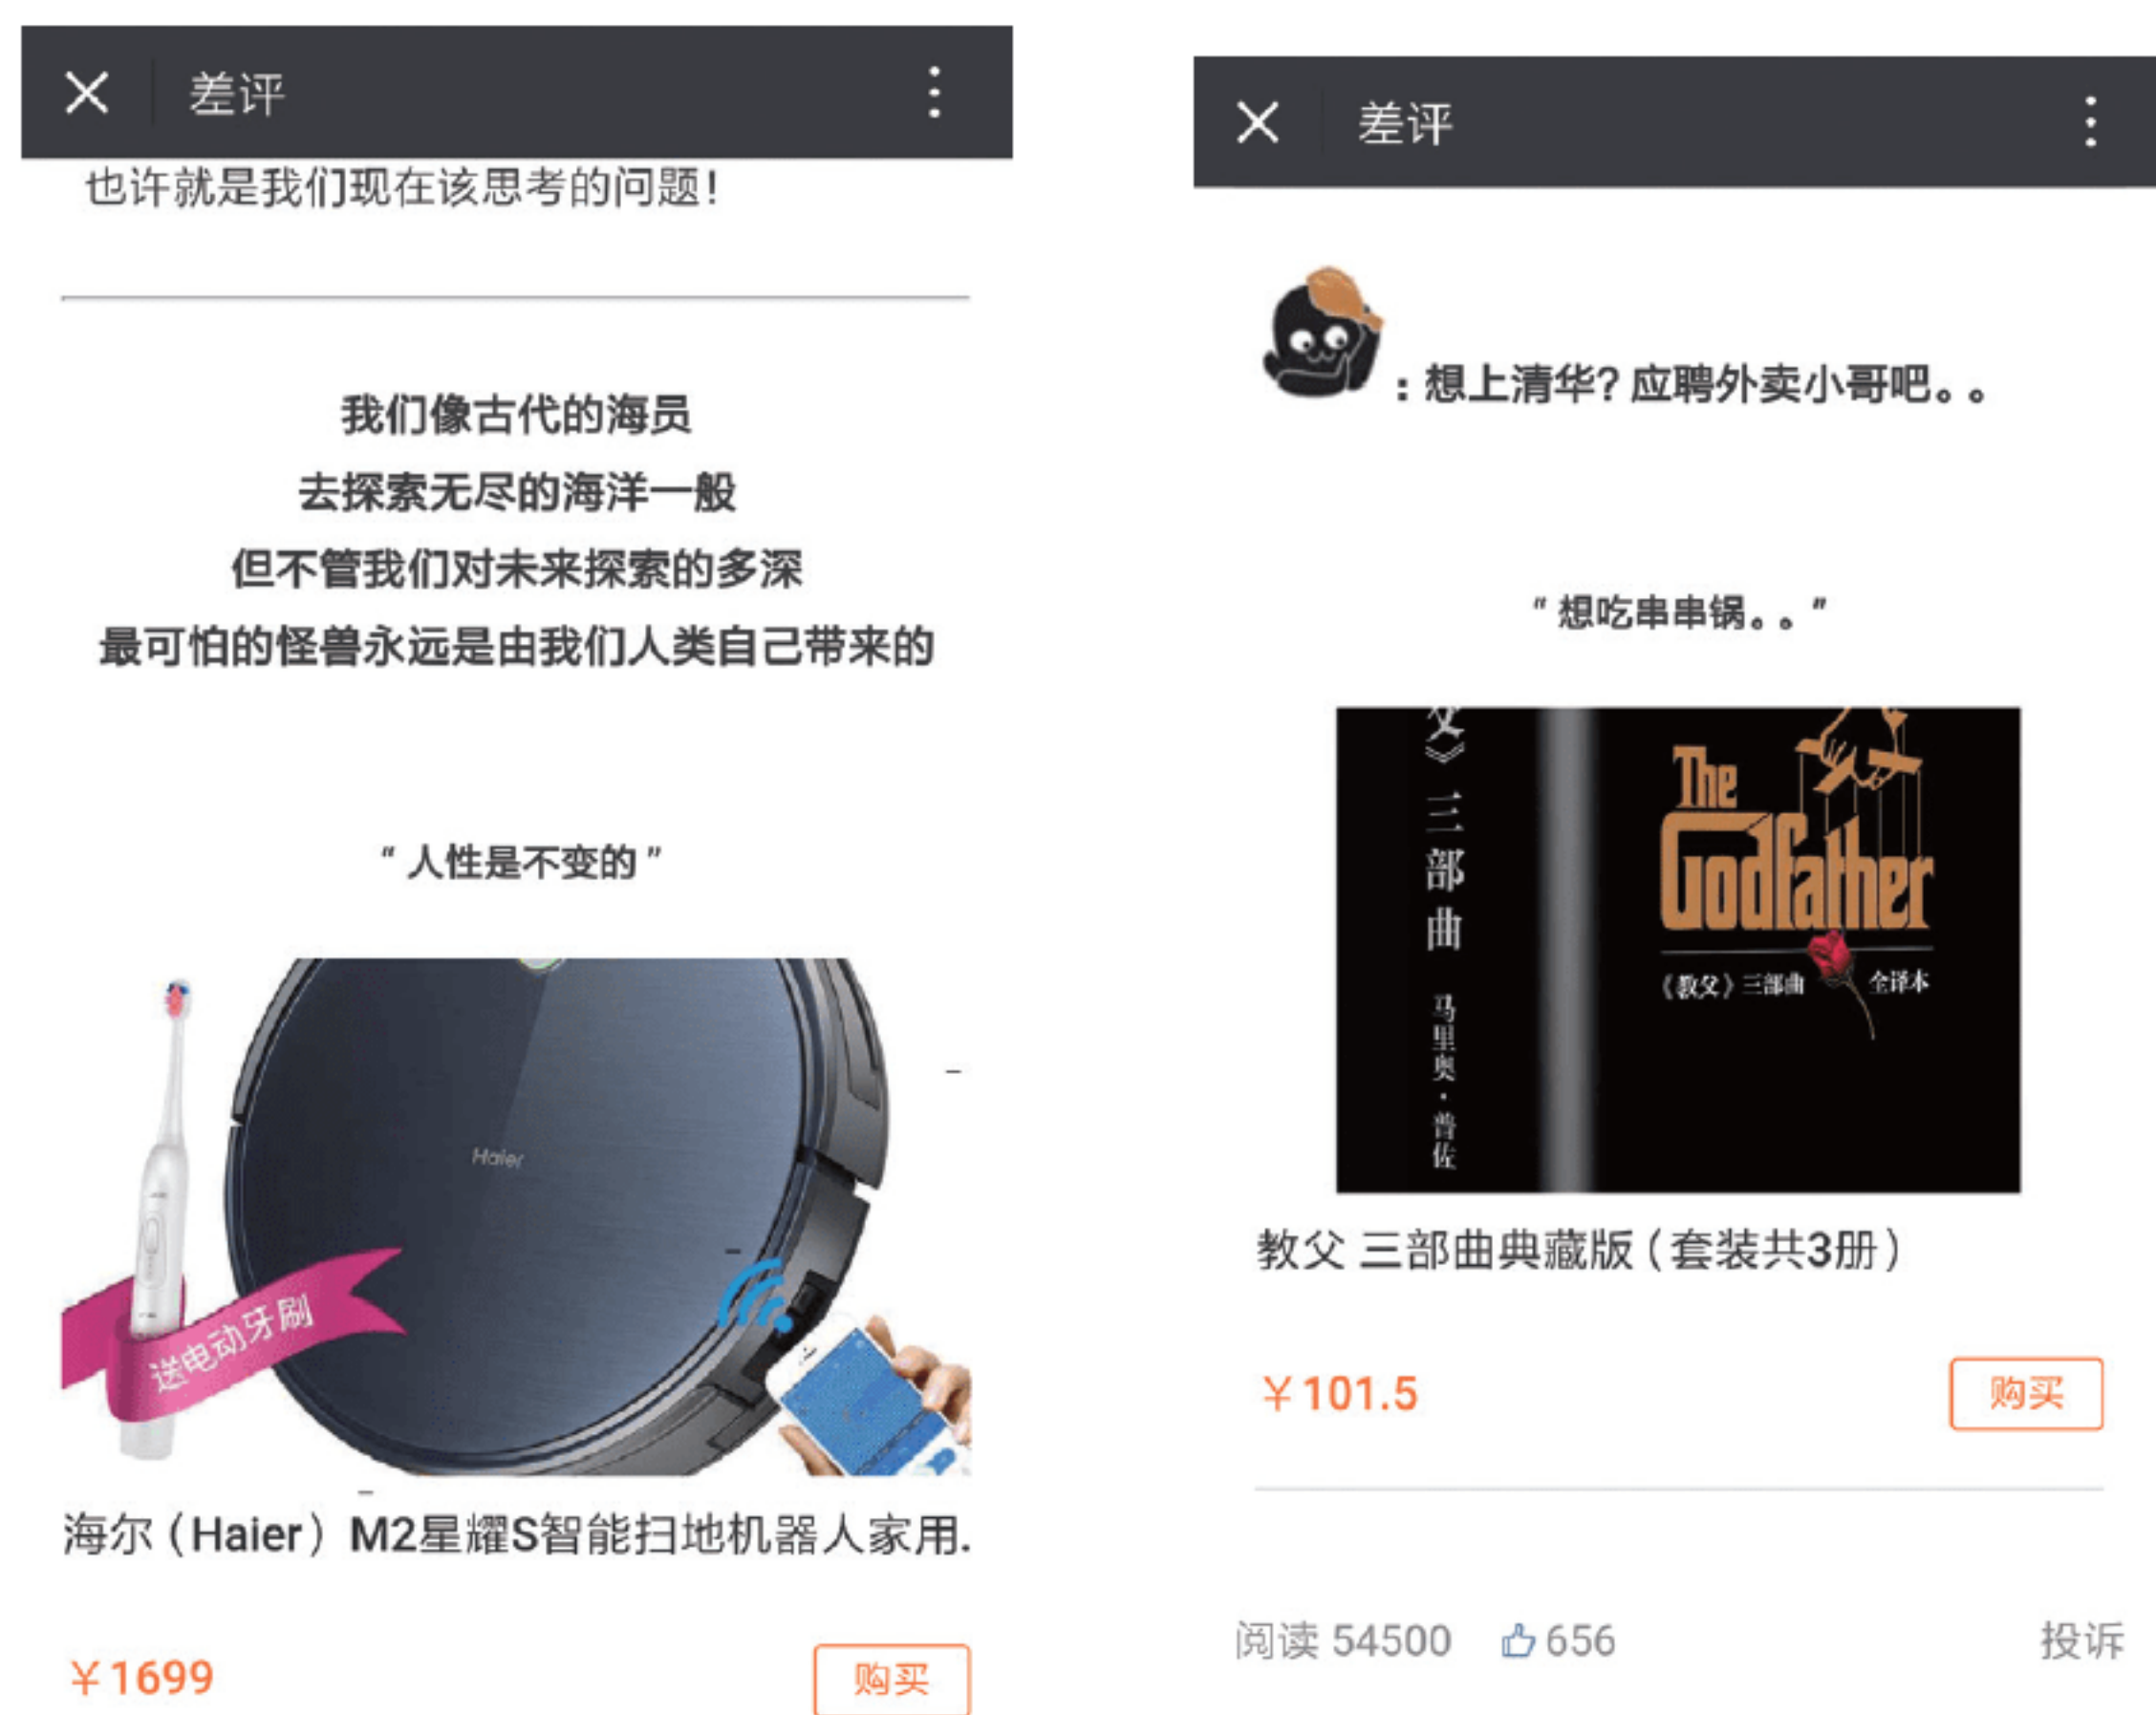 差评
也许就是我们现在该思考的问题！
我们像古代的海员
去探索无尽的海洋一般
但不管我们对未来探索的多深
最可怕的怪兽永远是由我们人类自己带来的
“ 人性是不变的 ”
Haier
送电动牙刷
海尔（Haier）M2星耀S智能扫地机器人家用.
￥1699
购买
差评
：想上清华？应聘外卖小哥吧。。
“ 想吃串串锅。。”
父》三部曲
马里奥·普佐
The
Godfather
《教父》三部曲
全译本
教父 三部曲典藏版（套装共3册）
￥101.5
购买
阅读 54500
656
投诉